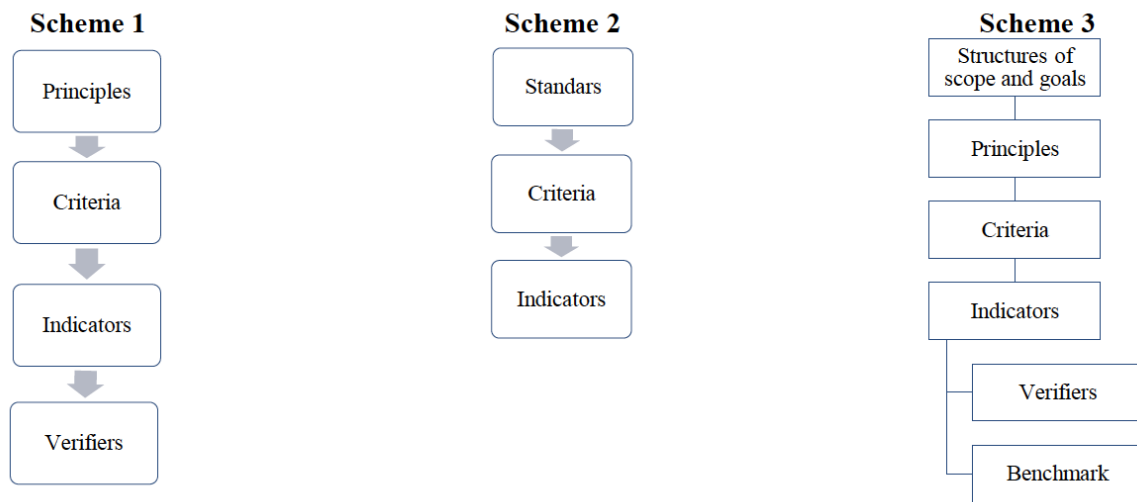 Scheme 1
Principles
Criteria
Indicators
Verifiers
Scheme 2
Standars
Criteria
Indicators
Scheme 3
Structures of
scope and goals
Principles
Criteria
Indicators
Verifiers
Benchmark